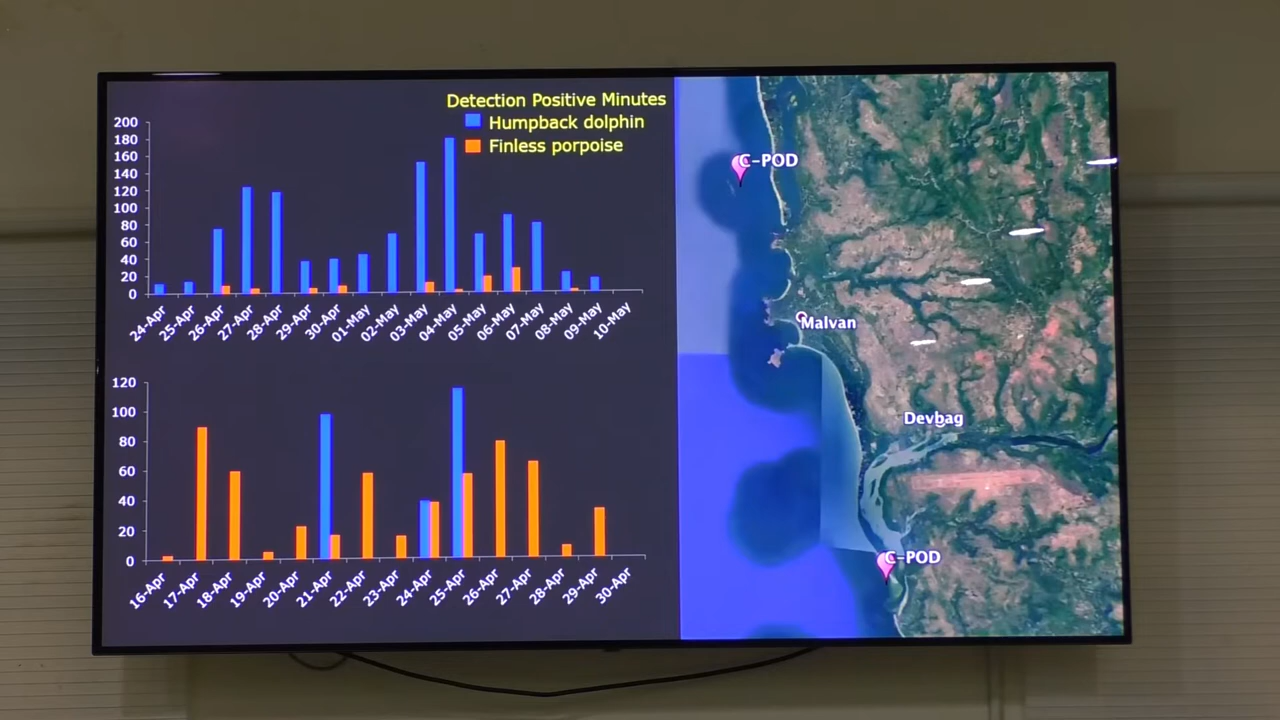 Detection Positive Minutes
Humpback dolphin
Finless porpoise
200
180
160
140
120
100
80
60
40
20
0
24-Apr
25-Apr
26-Apr
27-Apr
28-Apr
29-Apr
30-Apr
01-May
02-May
03-May
04-May
05-May
06-May
07-May
08-May
09-May
10-May
120
100
80
60
40
20
0
16-Apr
17-Apr
18-Apr
19-Apr
20-Apr
21-Apr
22-Apr
23-Apr
24-Apr
25-Apr
26-Apr
27-Apr
28-Apr
29-Apr
30-Apr
C-POD
Malvan
Devbag
C-POD